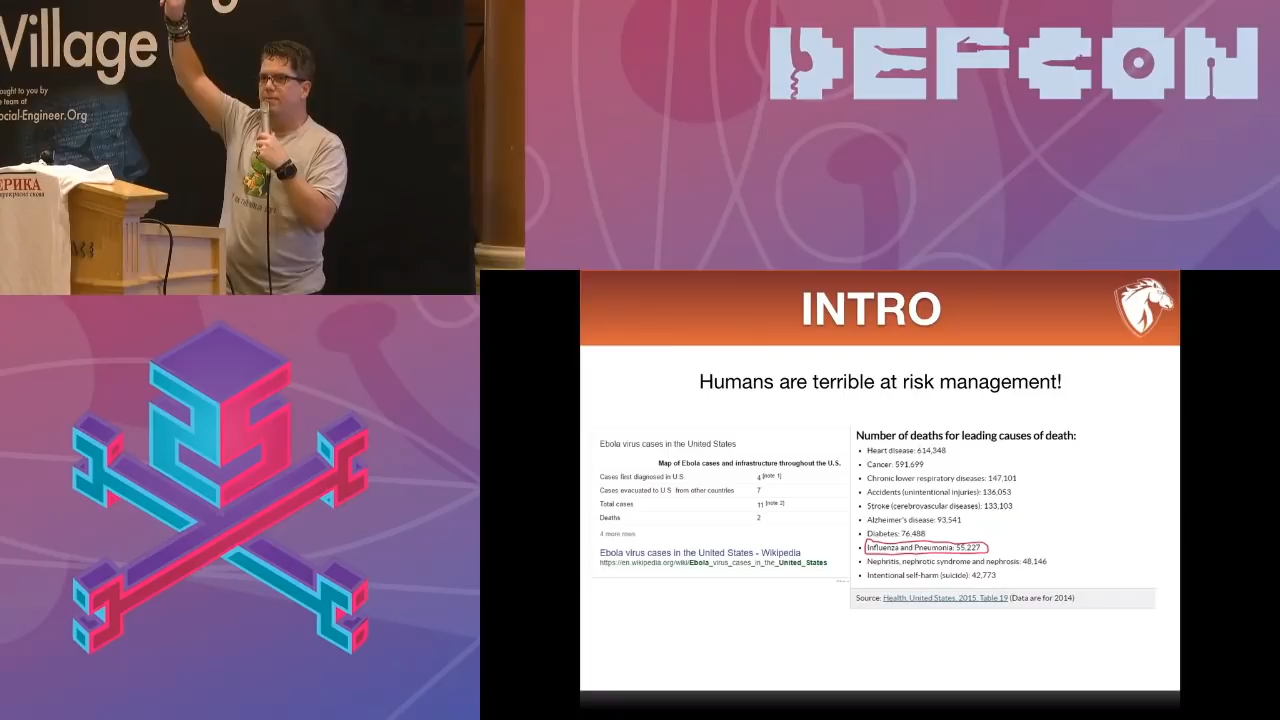 Village
ought to you by
e team at
ocial-Engineer.Org
ЕРИКА
DEFCON
INTRO
Humans are terrible at risk management!
Ebola virus cases in the United States
Map of Ebola cases and infrastructure throughout the U.S.
Cases first diagnosed in U.S. 4 [note 1]
Cases evacuated to U.S. from other countries 7
Total cases 11 [note 2]
Deaths 2
4 more rows
Ebola virus cases in the United States - Wikipedia
https://en.wikipedia.org/wiki/Ebola_virus_cases_in_the_United_States
Number of deaths for leading causes of death:
• Heart disease: 614,348
• Cancer: 591,699
• Chronic lower respiratory diseases: 147,101
• Accidents (unintentional injuries): 136,053
• Stroke (cerebrovascular diseases): 133,103
• Alzheimer's disease: 93,541
• Diabetes: 76,488
• Influenza and Pneumonia: 55,227
• Nephritis, nephrotic syndrome and nephrosis: 48,146
• Intentional self-harm (suicide): 42,773
Source: Health, United States, 2015, Table 19 (Data are for 2014)